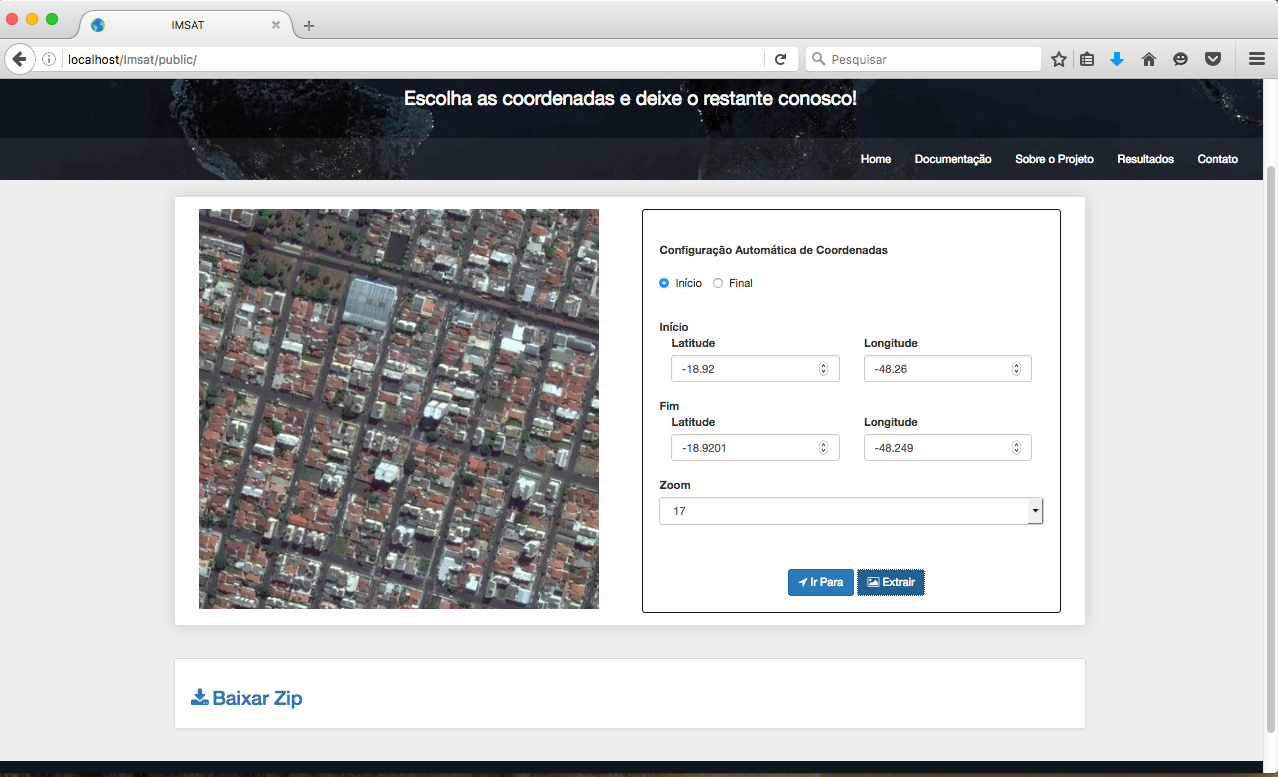 IMSAT
localhost/Imsat/public/
Pesquisar
Escolha as coordenadas e deixe o restante conosco!
Home Documentação Sobre o Projeto Resultados Contato
Configuração Automática de Coordenadas
Início Final
Início
Latitude Longitude
-18.92 -48.26
Fim
Latitude Longitude
-18.9201 -48.249
Zoom
17
Ir Para Extrair
Baixar Zip